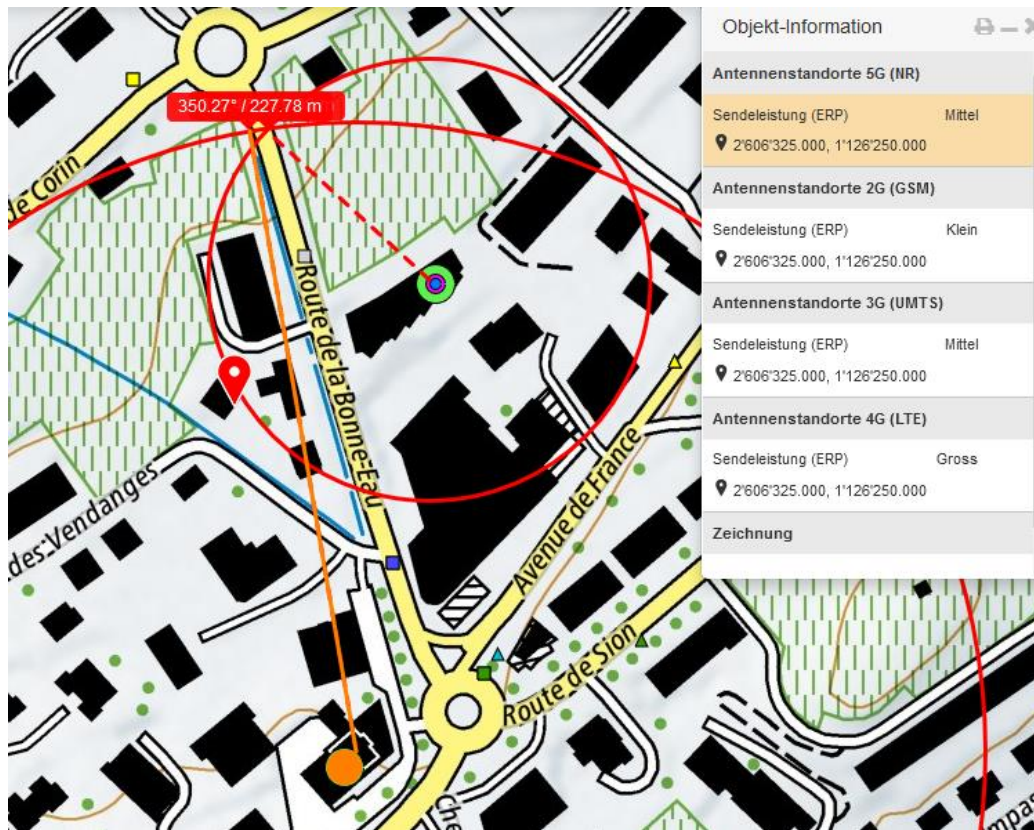 Objekt-Information
Antennenstandorte 5G (NR)
Sendeleistung (ERP) Mittel
2'606'325.000, 1'126'250.000
Antennenstandorte 2G (GSM)
Sendeleistung (ERP) Klein
2'606'325.000, 1'126'250.000
Antennenstandorte 3G (UMTS)
Sendeleistung (ERP) Mittel
2'606'325.000, 1'126'250.000
Antennenstandorte 4G (LTE)
Sendeleistung (ERP) Gross
2'606'325.000, 1'126'250.000
Zeichnung
350.27° / 227.78 m
de Corin
Route de la Bonne-Eau
des Vendanges
Avenue de France
Route de Sion
Che
mpas